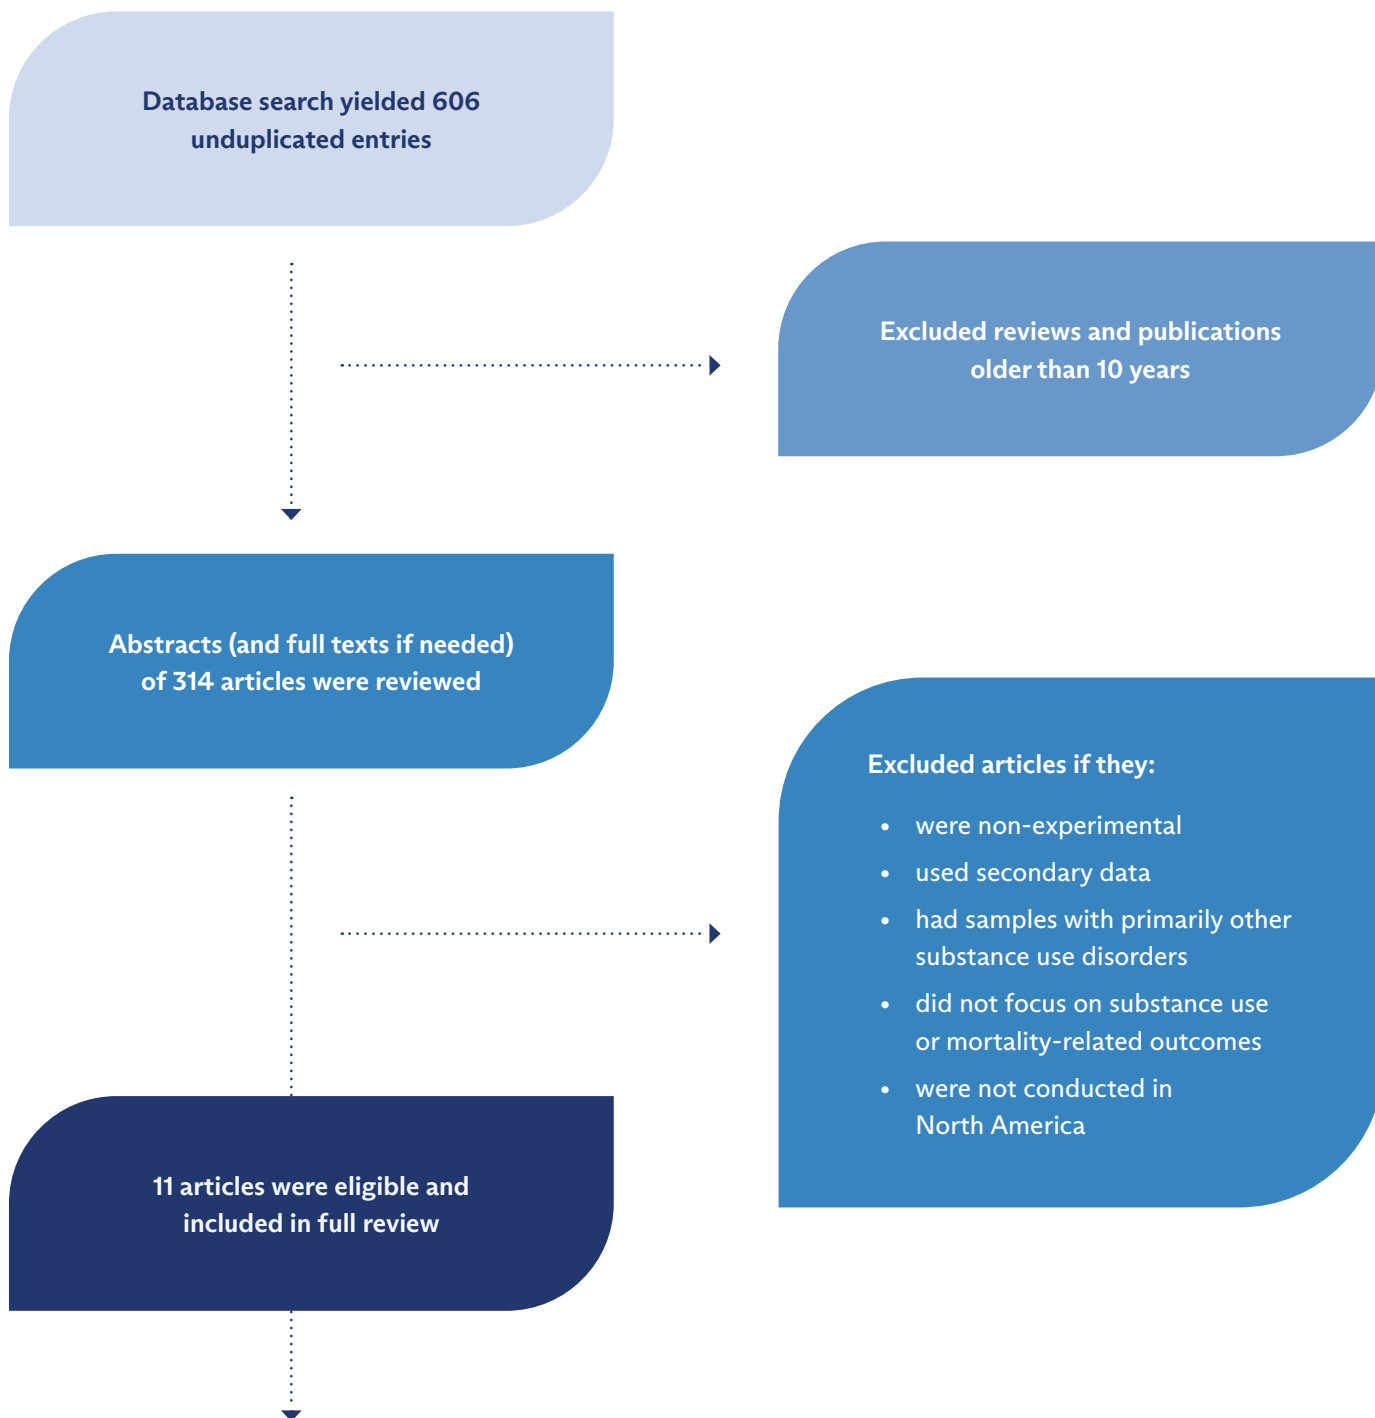 Database search yielded 606
unduplicated entries
Excluded reviews and publications
older than 10 years
Abstracts (and full texts if needed)
of 314 articles were reviewed
Excluded articles if they:
• were non-experimental
• used secondary data
• had samples with primarily other
substance use disorders
• did not focus on substance use
or mortality-related outcomes
• were not conducted in
North America
11 articles were eligible and
included in full review